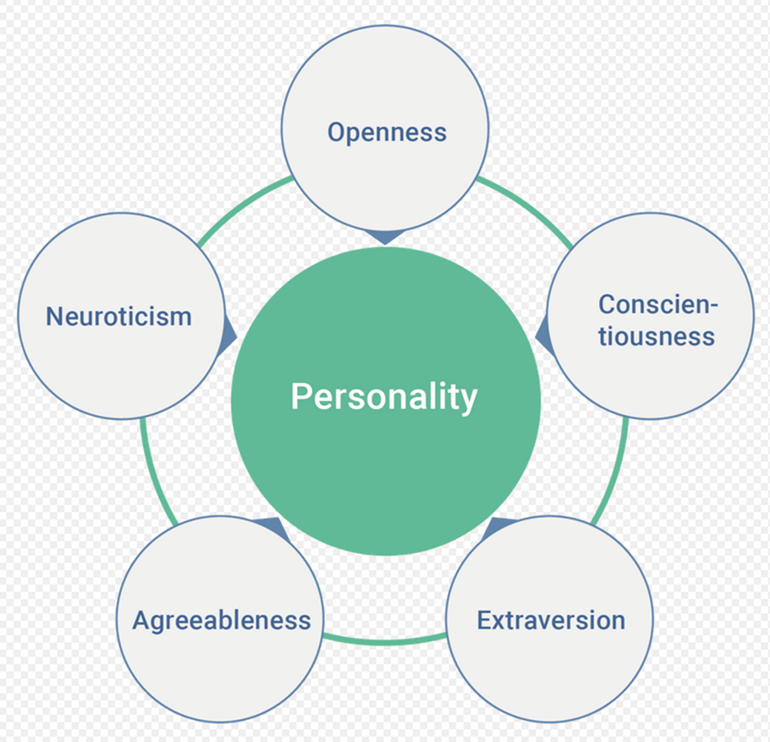 Openness
Conscien-
tiousness
Neuroticism
Personality
Agreeableness
Extraversion